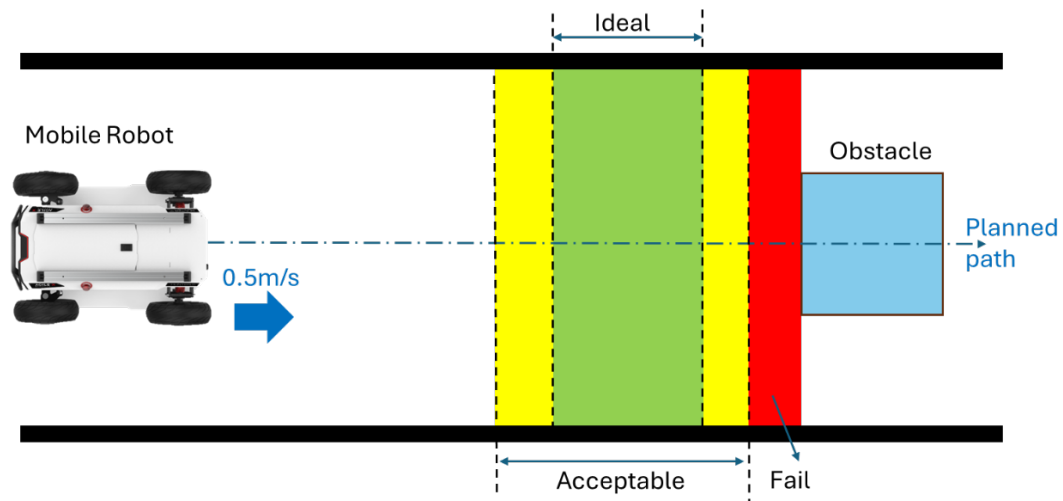 Ideal
Mobile Robot
Obstacle
Planned
path
0.5m/s
Acceptable
Fail